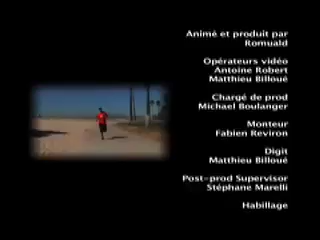 Animé et produit par
Romuald
Opérateurs vidéo
Antoine Robert
Matthieu Billoué
Chargé de prod
Michael Boulanger
Monteur
Fabien Reviron
Digit
Matthieu Billoué
Post-prod Supervisor
Stéphane Marelli
Habillage